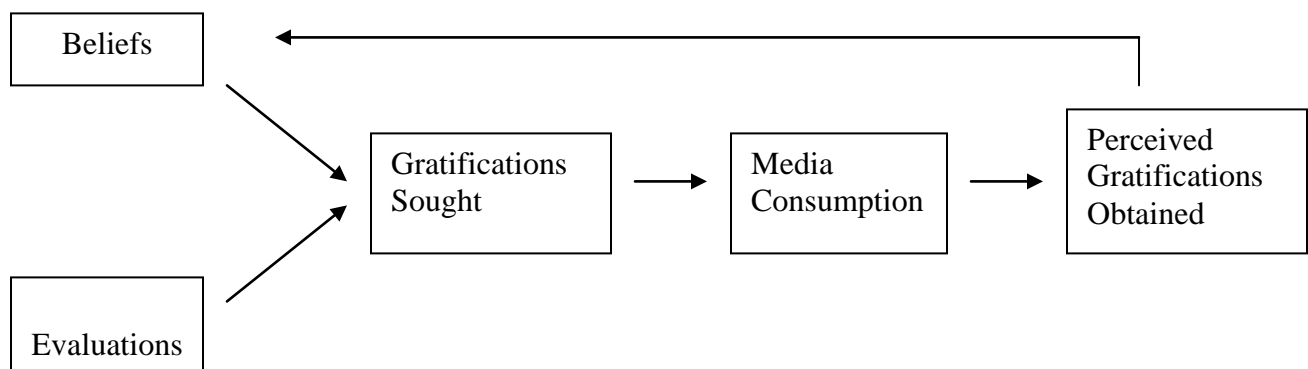 Beliefs
Gratifications
Sought
Media
Consumption
Perceived
Gratifications
Obtained
Evaluations